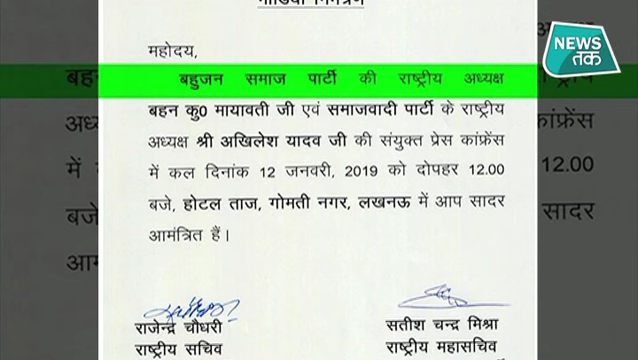 मीडिया निमंत्रण
NEWS
तक
महोदय,
बहुजन समाज पार्टी की राष्ट्रीय अध्यक्ष
बहन कु0 मायावती जी एवं समाजवादी पार्टी के राष्ट्रीय
अध्यक्ष श्री अखिलेश यादव जी की संयुक्त प्रेस कांफ्रेंस
में कल दिनांक 12 जनवरी, 2019 को दोपहर 12.00
बजे, होटल ताज, गोमती नगर, लखनऊ में आप सादर
आमंत्रित हैं।
राजेन्द्र चौधरी
राष्ट्रीय सचिव
सतीश चन्द्र मिश्रा
राष्ट्रीय महासचिव